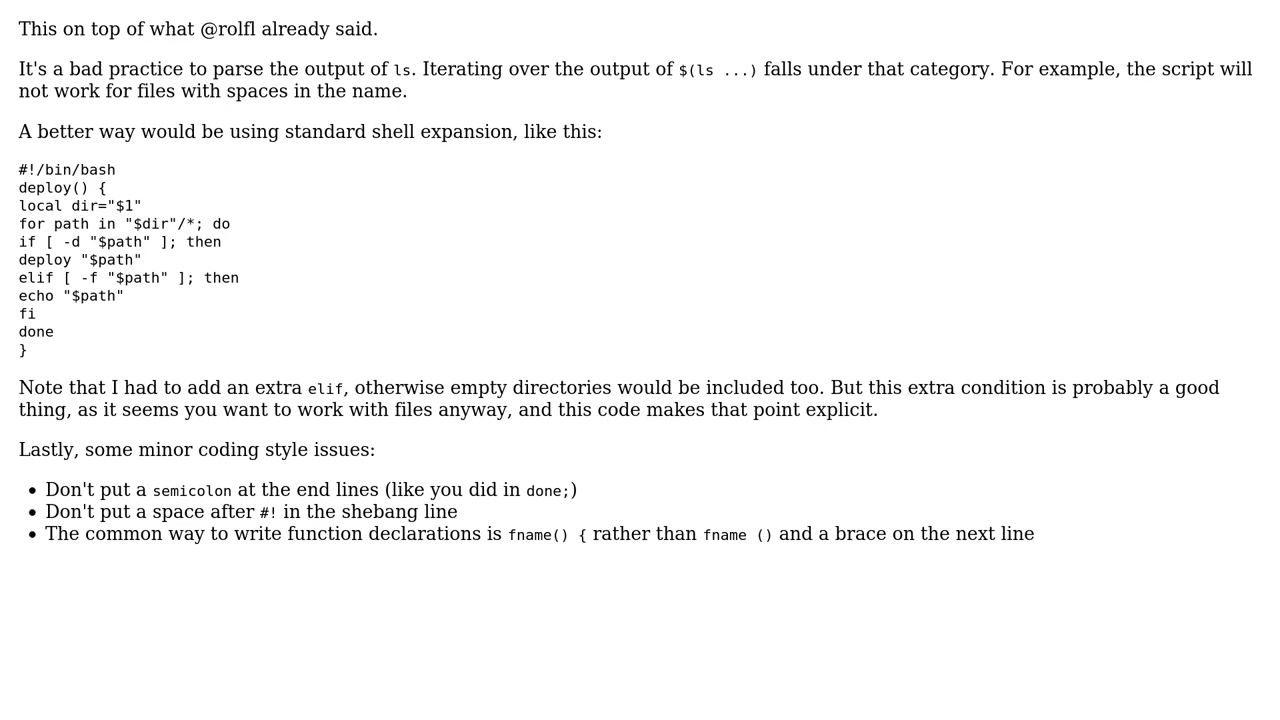 This on top of what @rolfl already said.
It's a bad practice to parse the output of ls. Iterating over the output of $(ls ...) falls under that category. For example, the script will
not work for files with spaces in the name.
A better way would be using standard shell expansion, like this:
#!/bin/bash
deploy() {
local dir="$1"
for path in "$dir"/*; do
if [ -d "$path" ]; then
deploy "$path"
elif [ -f "$path" ]; then
echo "$path"
fi
done
}
Note that I had to add an extra elif, otherwise empty directories would be included too. But this extra condition is probably a good
thing, as it seems you want to work with files anyway, and this code makes that point explicit.
Lastly, some minor coding style issues:
• Don't put a semicolon at the end lines (like you did in done;)
• Don't put a space after #! in the shebang line
• The common way to write function declarations is fname() { rather than fname () and a brace on the next line